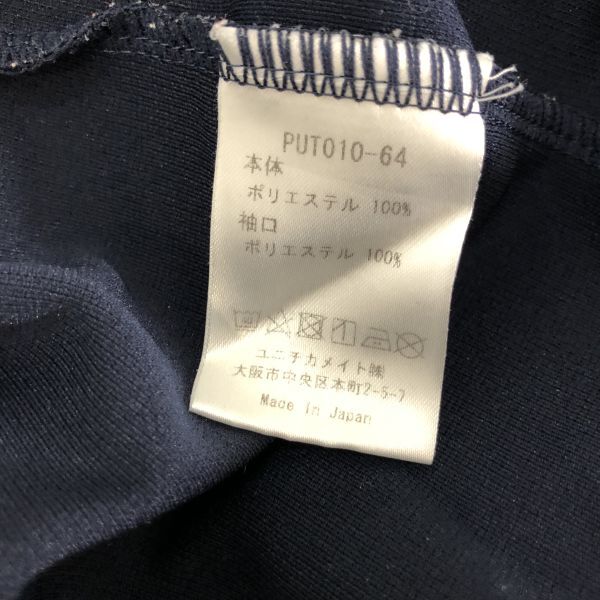 PUT010-64
本体
ポリエステル 100%
袖口
ポリエステル 100%
ユニチカメイト㈱
大阪市中央区本町2-5-7
Made in Japan